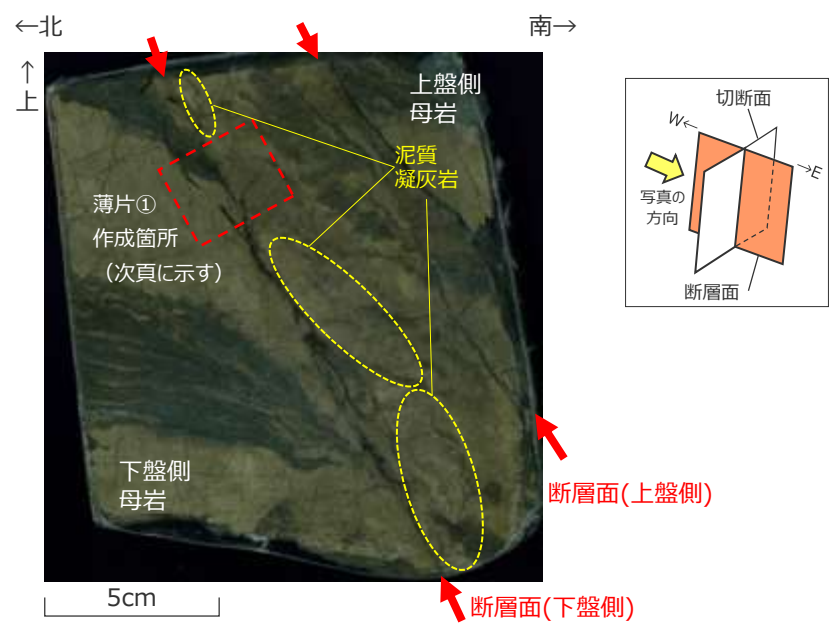 ←北
南→
↑
上
上盤側
母岩
泥質
凝灰岩
薄片①
作成箇所
（次頁に示す）
下盤側
母岩
断層面(上盤側)
断層面(下盤側)
5cm
切断面
W←
→E
写真の
方向
断層面